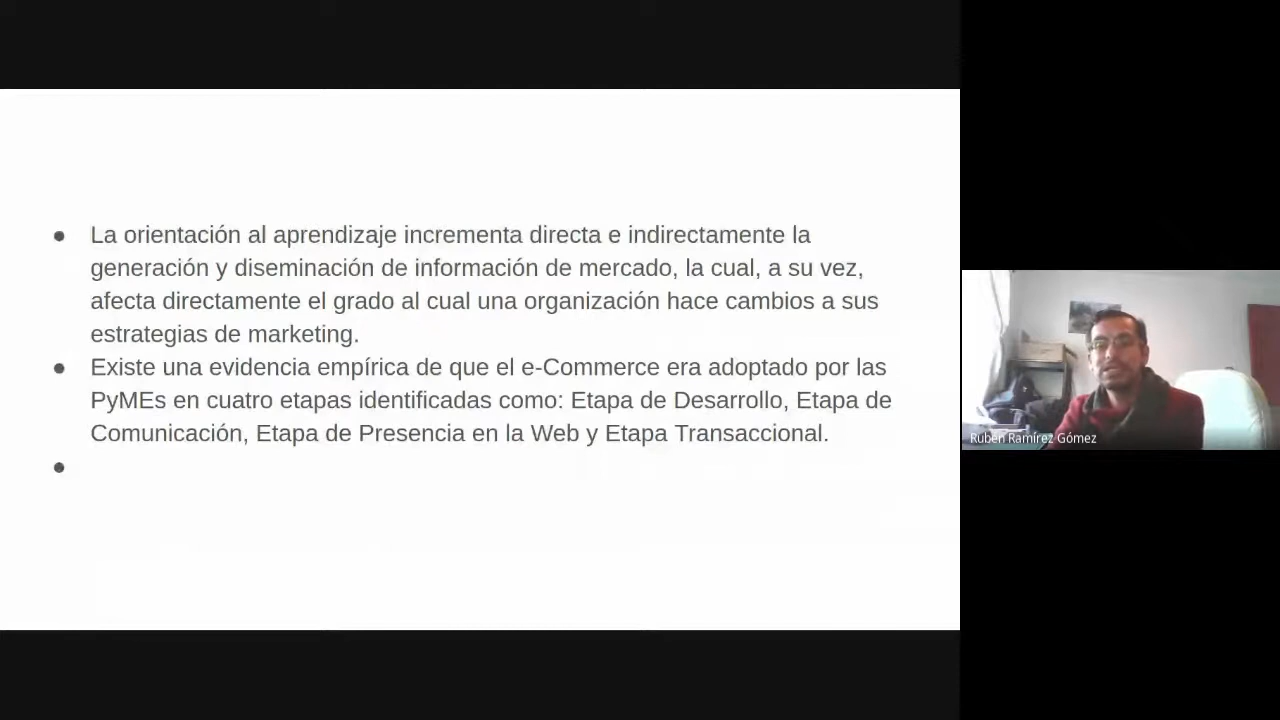 ● La orientación al aprendizaje incrementa directa e indirectamente la
generación y diseminación de información de mercado, la cual, a su vez,
afecta directamente el grado al cual una organización hace cambios a sus
estrategias de marketing.
● Existe una evidencia empírica de que el e-Commerce era adoptado por las
PyMEs en cuatro etapas identificadas como: Etapa de Desarrollo, Etapa de
Comunicación, Etapa de Presencia en la Web y Etapa Transaccional.
●
Rubén Ramírez Gómez